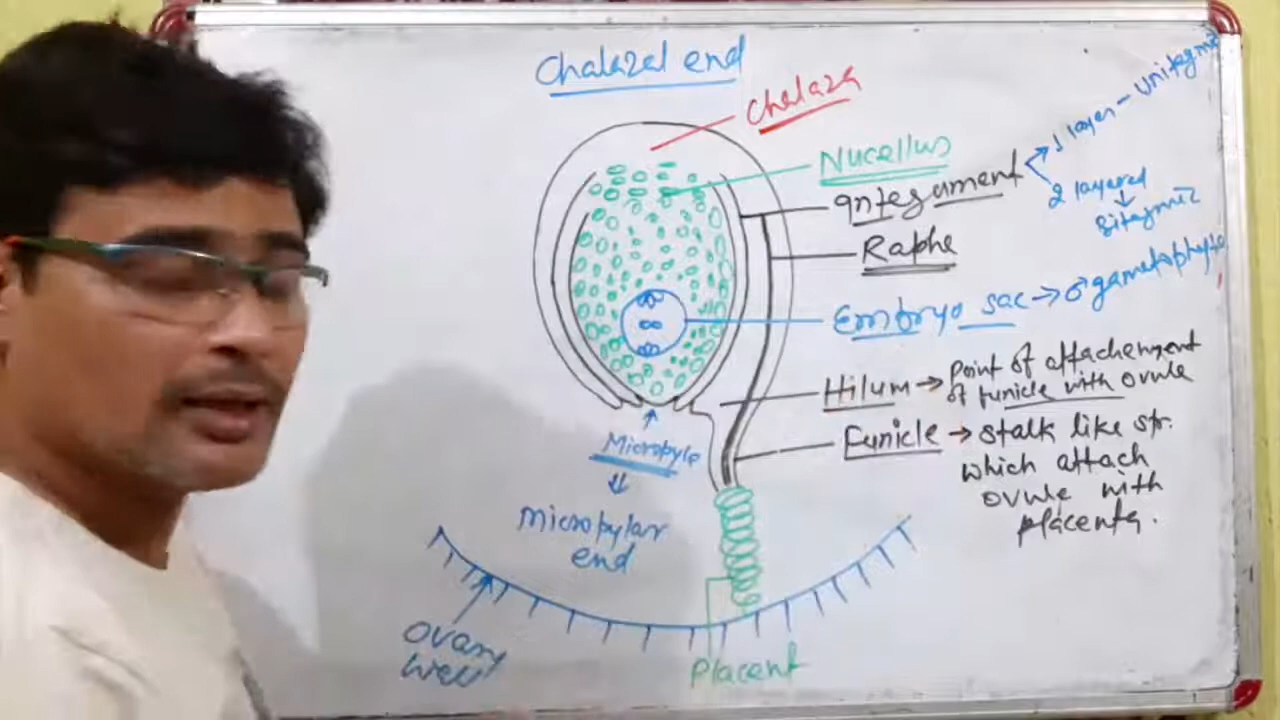 Chalazal end
Chalaza
Nucellus
Integument
1 layer - unitegmic
2 layered
Bitegmic
Raphe
Embryo sac → ♂ gametophyte
Hilum → Point of attachement
of funicle with ovule
Funicle → stalk like str.
which attach
ovule with
placenta.
Micropyle
micropylar
end
Ovary
wall
Placent